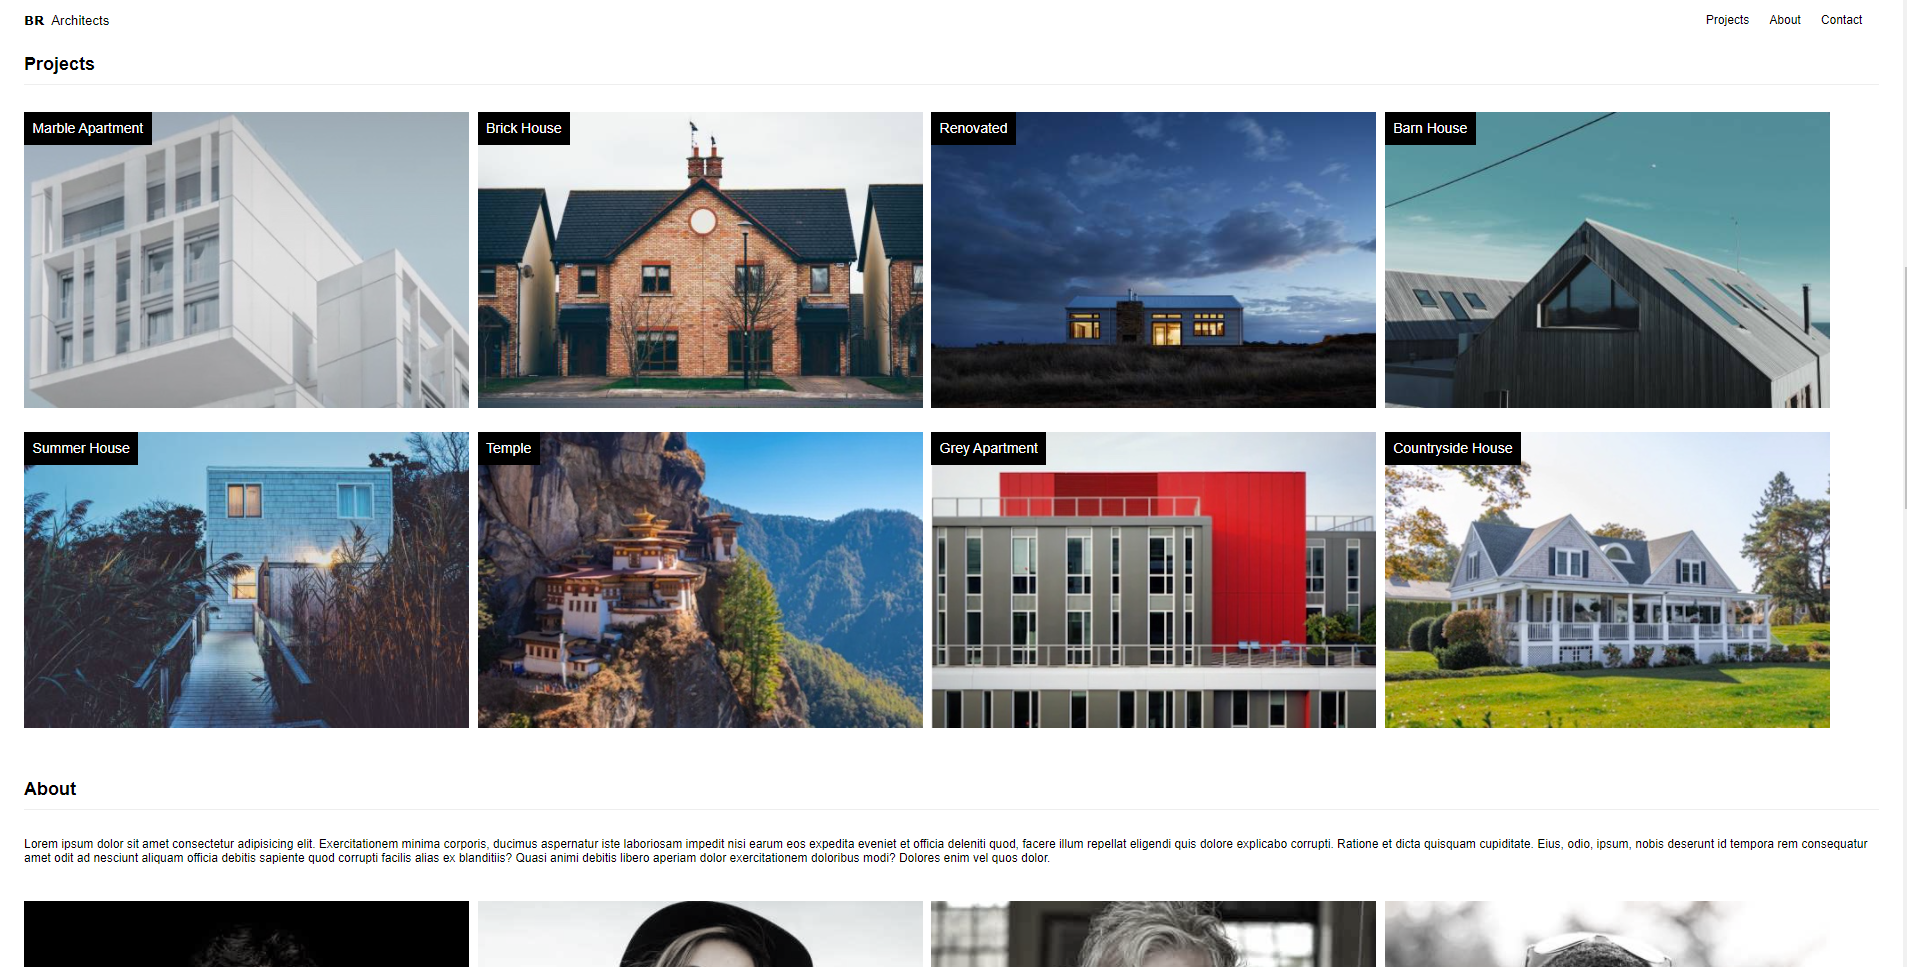 BR Architects
Projects About Contact
Projects
Marble Apartment
Brick House
Renovated
Barn House
Summer House
Temple
Grey Apartment
Countryside House
About
Lorem ipsum dolor sit amet consectetur adipisicing elit. Exercitationem minima corporis, ducimus aspernatur iste laboriosam impedit nisi earum eos expedita eveniet et officia deleniti quod, facere illum repellat eligendi quis dolore explicabo corrupti. Ratione et dicta quisquam cupiditate. Eius, odio, ipsum, nobis deserunt id tempora rem consequatur
amet odit ad nesciunt aliquam officia debitis sapiente quod corrupti facilis alias ex blanditiis? Quasi animi debitis libero aperiam dolor exercitationem doloribus modi? Dolores enim vel quos dolor.